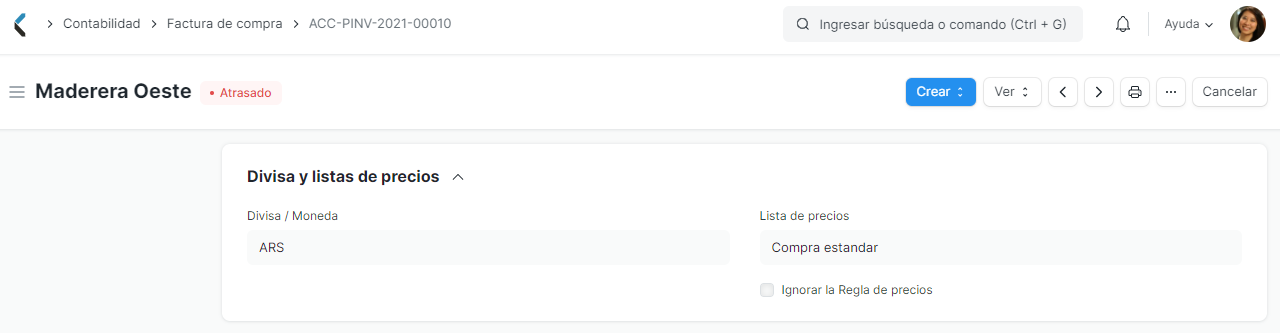 Contabilidad
Factura de compra
ACC-PINV-2021-00010
Ingresar búsqueda o comando (Ctrl + G)
Ayuda
Maderera Oeste
Atrasado
Crear
Ver
Cancelar
Divisa y listas de precios
Divisa / Moneda
Lista de precios
ARS
Compra estandar
Ignorar la Regla de precios